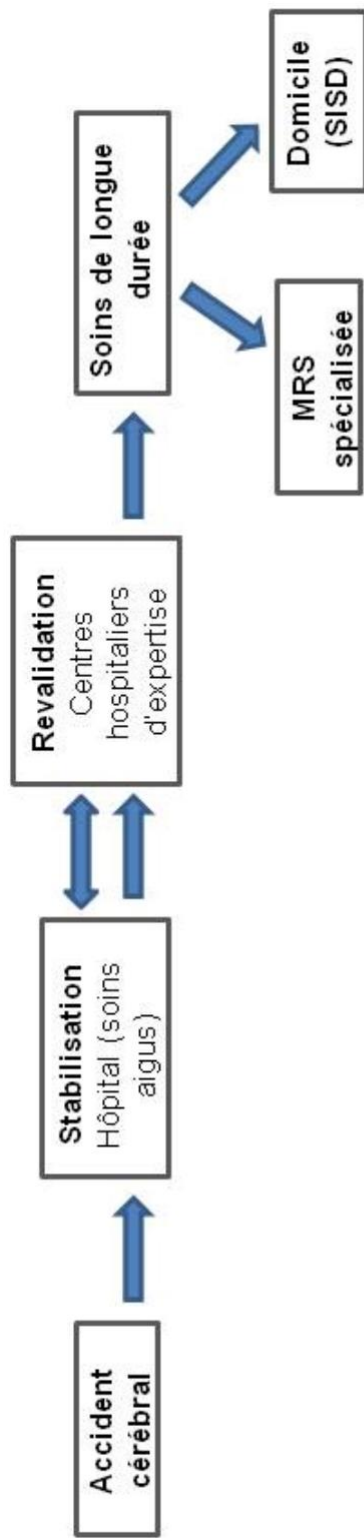 Accident
cérébral
Stabilisation
Hôpital (soins
aigus)
Revalidation
Centres
hospitaliers
d'expertise
Soins de longue
durée
MRS
spécialisée
Domicile
(SISD)